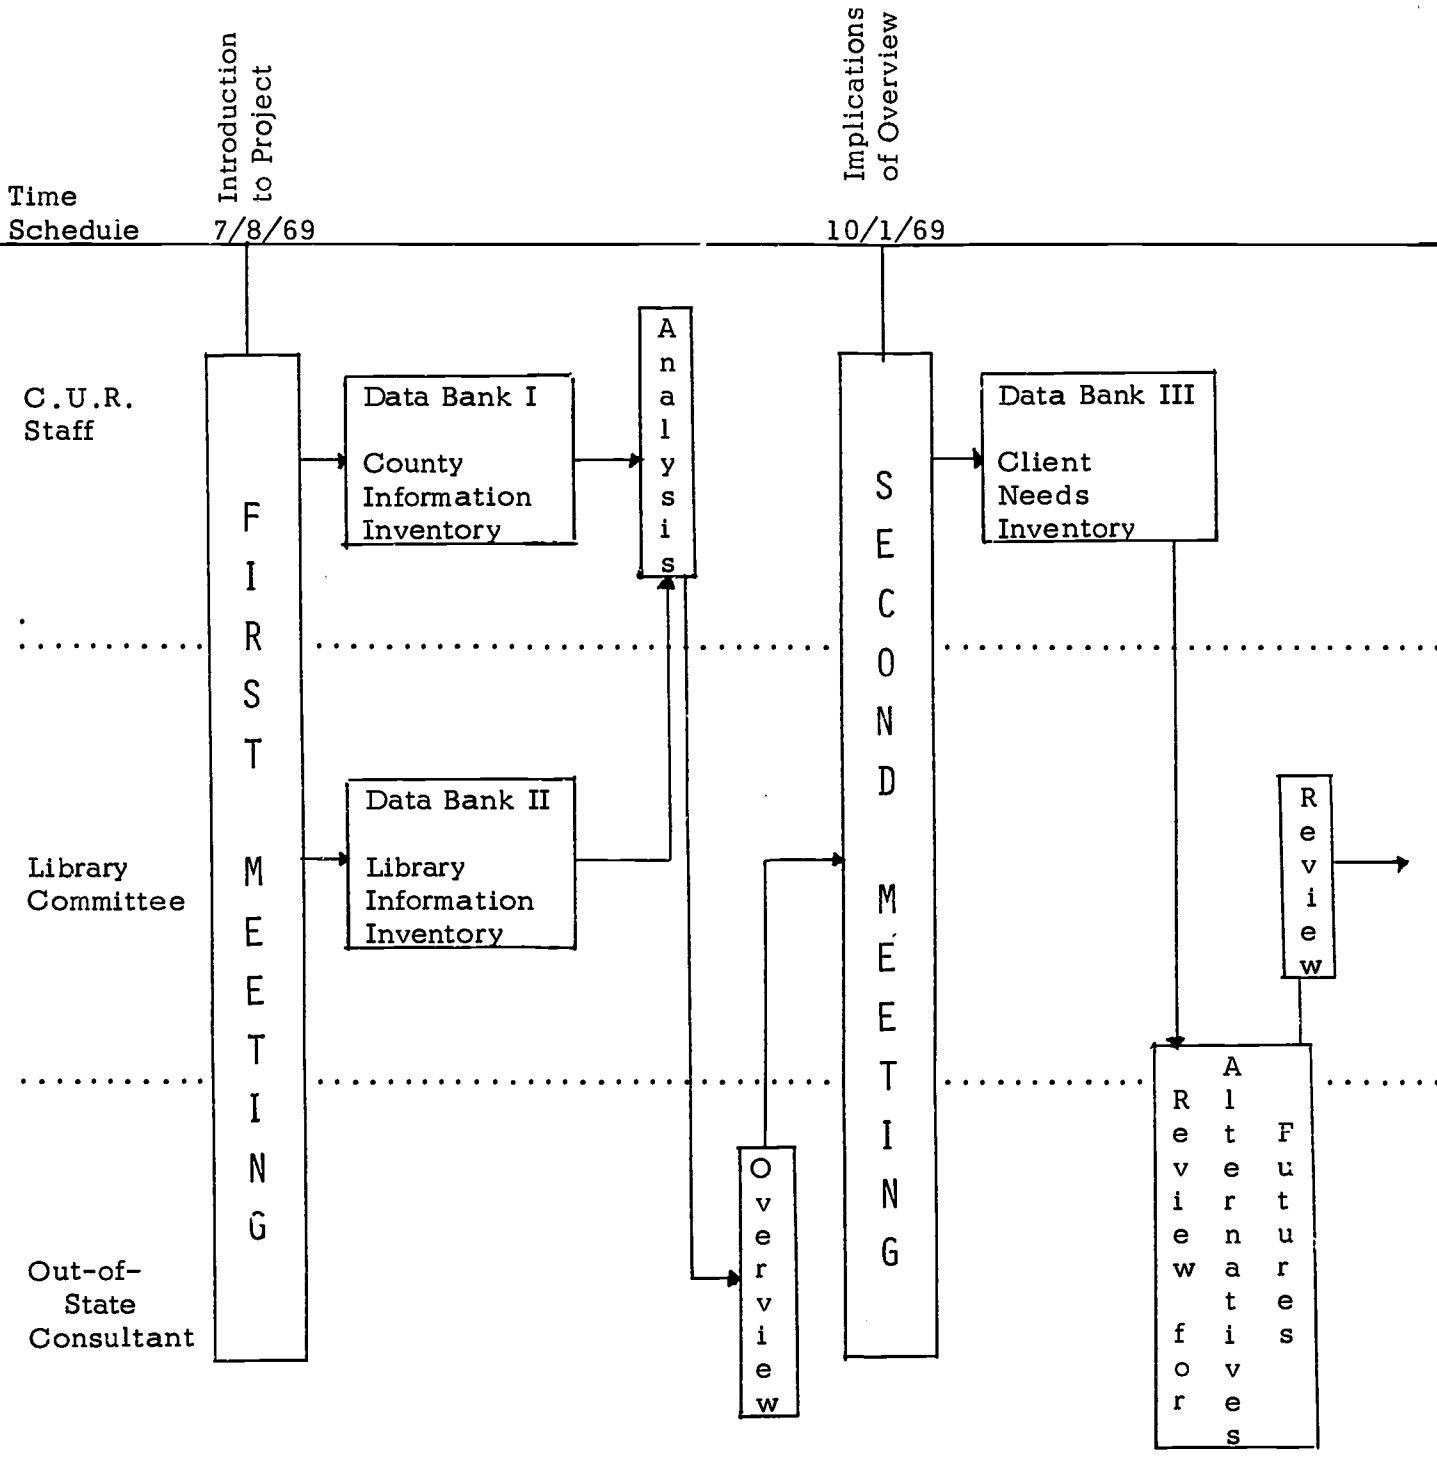 Introduction
to Project
Implications
of Overview
Time
Schedule
7/8/69
10/1/69
C.U.R.
Staff
FIRST MEETING
Data Bank I
County
Information
Inventory
Analysis
SECOND MEETING
Data Bank III
Client
Needs
Inventory
Library
Committee
Data Bank II
Library
Information
Inventory
Review
Out-of-
State
Consultant
Overview
Review for
Alternatives
Futures